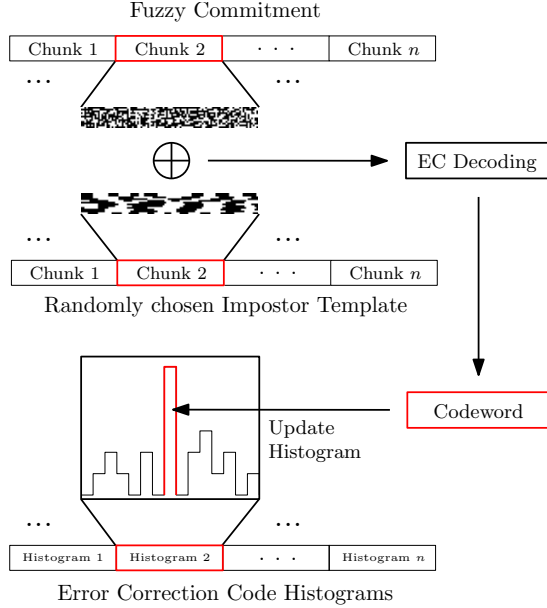 Fuzzy Commitment
Chunk 1 Chunk 2 · · · Chunk n
... ...
EC Decoding
... ...
Chunk 1 Chunk 2 · · · Chunk n
Randomly chosen Impostor Template
Codeword
Update
Histogram
... ...
Histogram 1 Histogram 2 · · · Histogram n
Error Correction Code Histograms